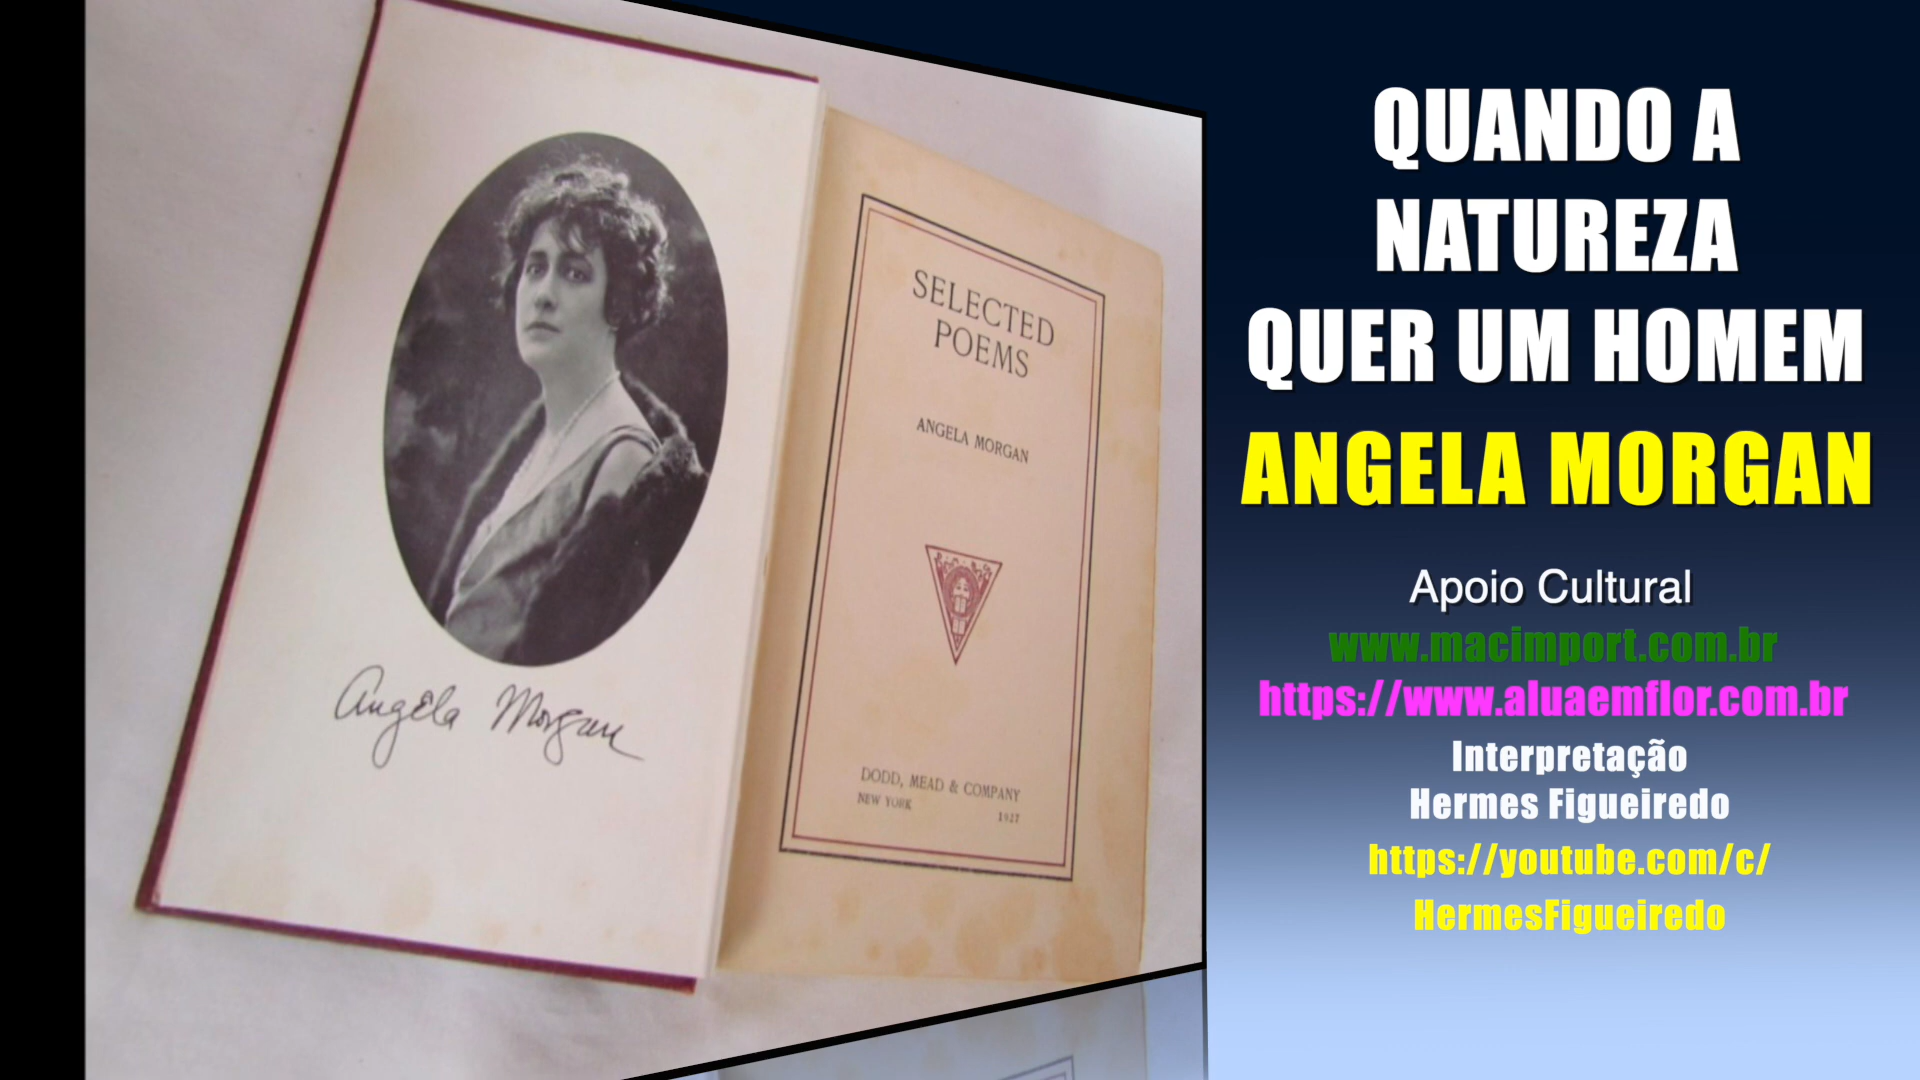 Angela Morgan
SELECTED
POEMS
ANGELA MORGAN
DODD, MEAD & COMPANY
NEW YORK 1927
QUANDO A
NATUREZA
QUER UM HOMEM
ANGELA MORGAN
Apoio Cultural
www.macimport.com.br
https://www.aluaemflor.com.br
Interpretação
Hermes Figueiredo
https://youtube.com/c/
HermesFigueiredo